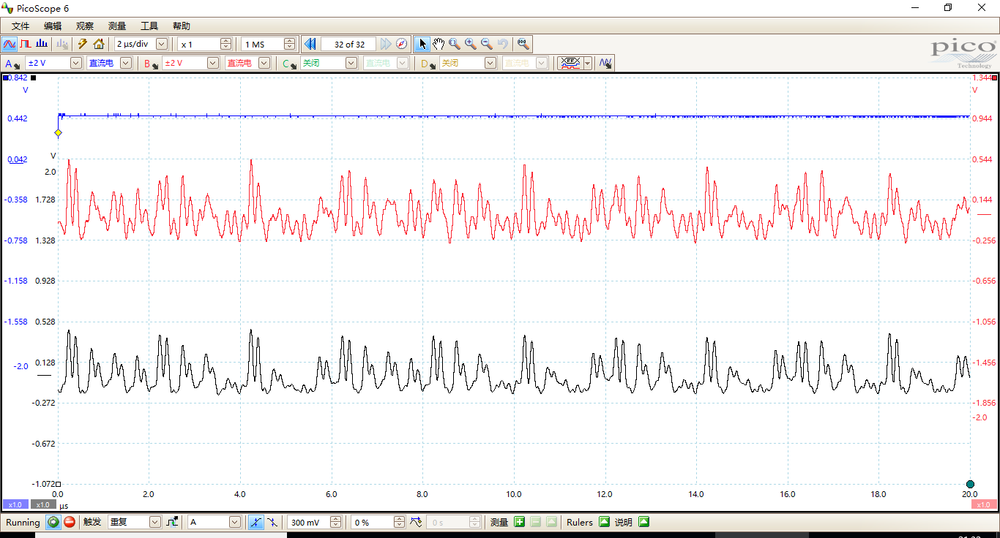 PicoScope 6
文件 编辑 观察 测量 工具 帮助
2 µs/div x 1 1 MS 32 of 32
pico
Technology
A ±2 V 直流电 B ±2 V 直流电 C 关闭 直流电 D 关闭 直流电
0.842 1.344
V V
0.442 0.944
0.042 V 0.544
2.0
-0.358 1.728 0.144
-0.758 1.328 -0.256
-1.158 0.928 -0.656
-1.558 0.528 -1.056
-2.0 0.128 -1.456
-0.272 -1.856
-2.0
-0.672
-1.072
0.0 2.0 4.0 6.0 8.0 10.0 12.0 14.0 16.0 18.0 20.0
x1.0 x1.0 µs x1.0
Running 触发 重复 A 300 mV 0 % 0 s 测量 Rulers 说明